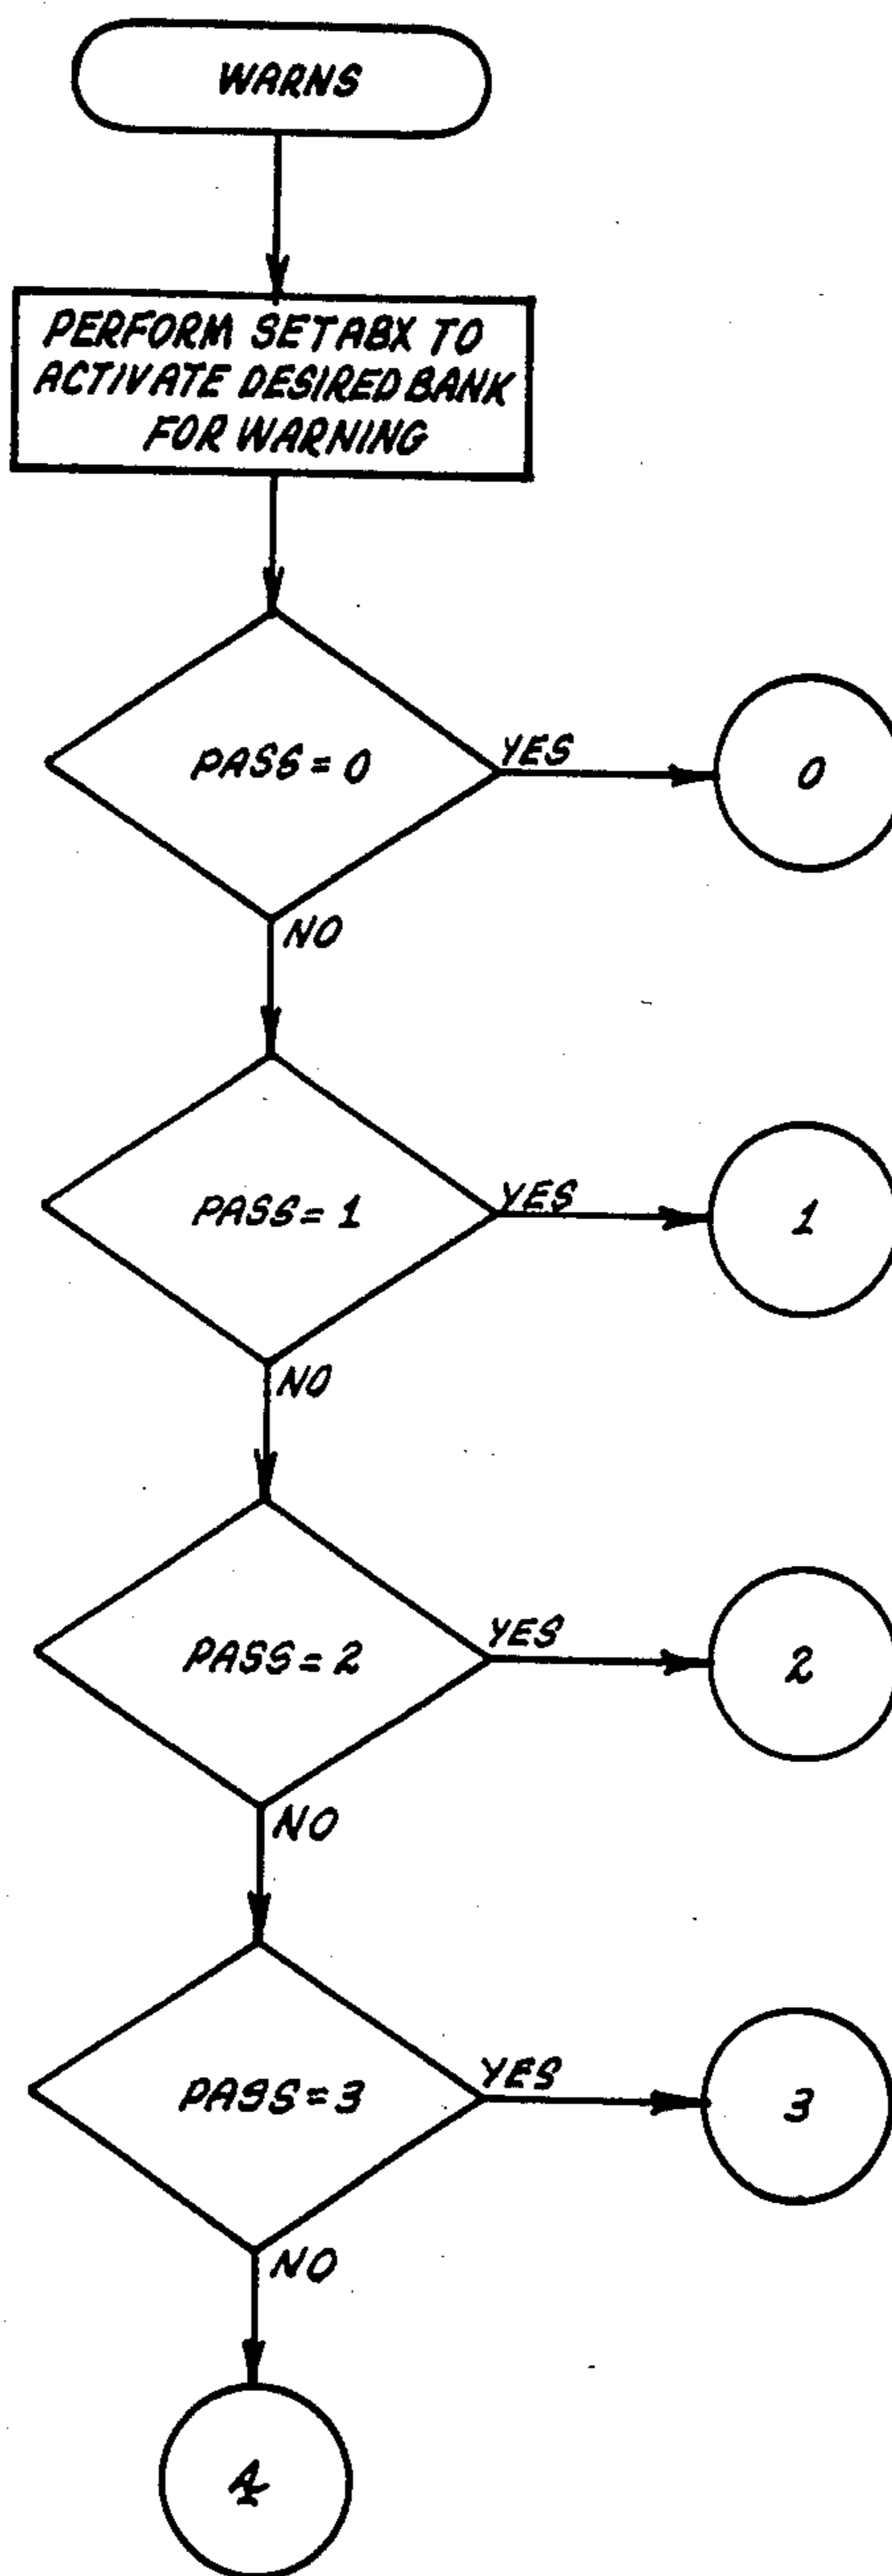 WARNS
PERFORM SETABX TO
ACTIVATE DESIRED BANK
FOR WARNING
PASS = 0
YES
0
NO
PASS = 1
YES
1
NO
PASS = 2
YES
2
NO
PASS = 3
YES
3
NO
4